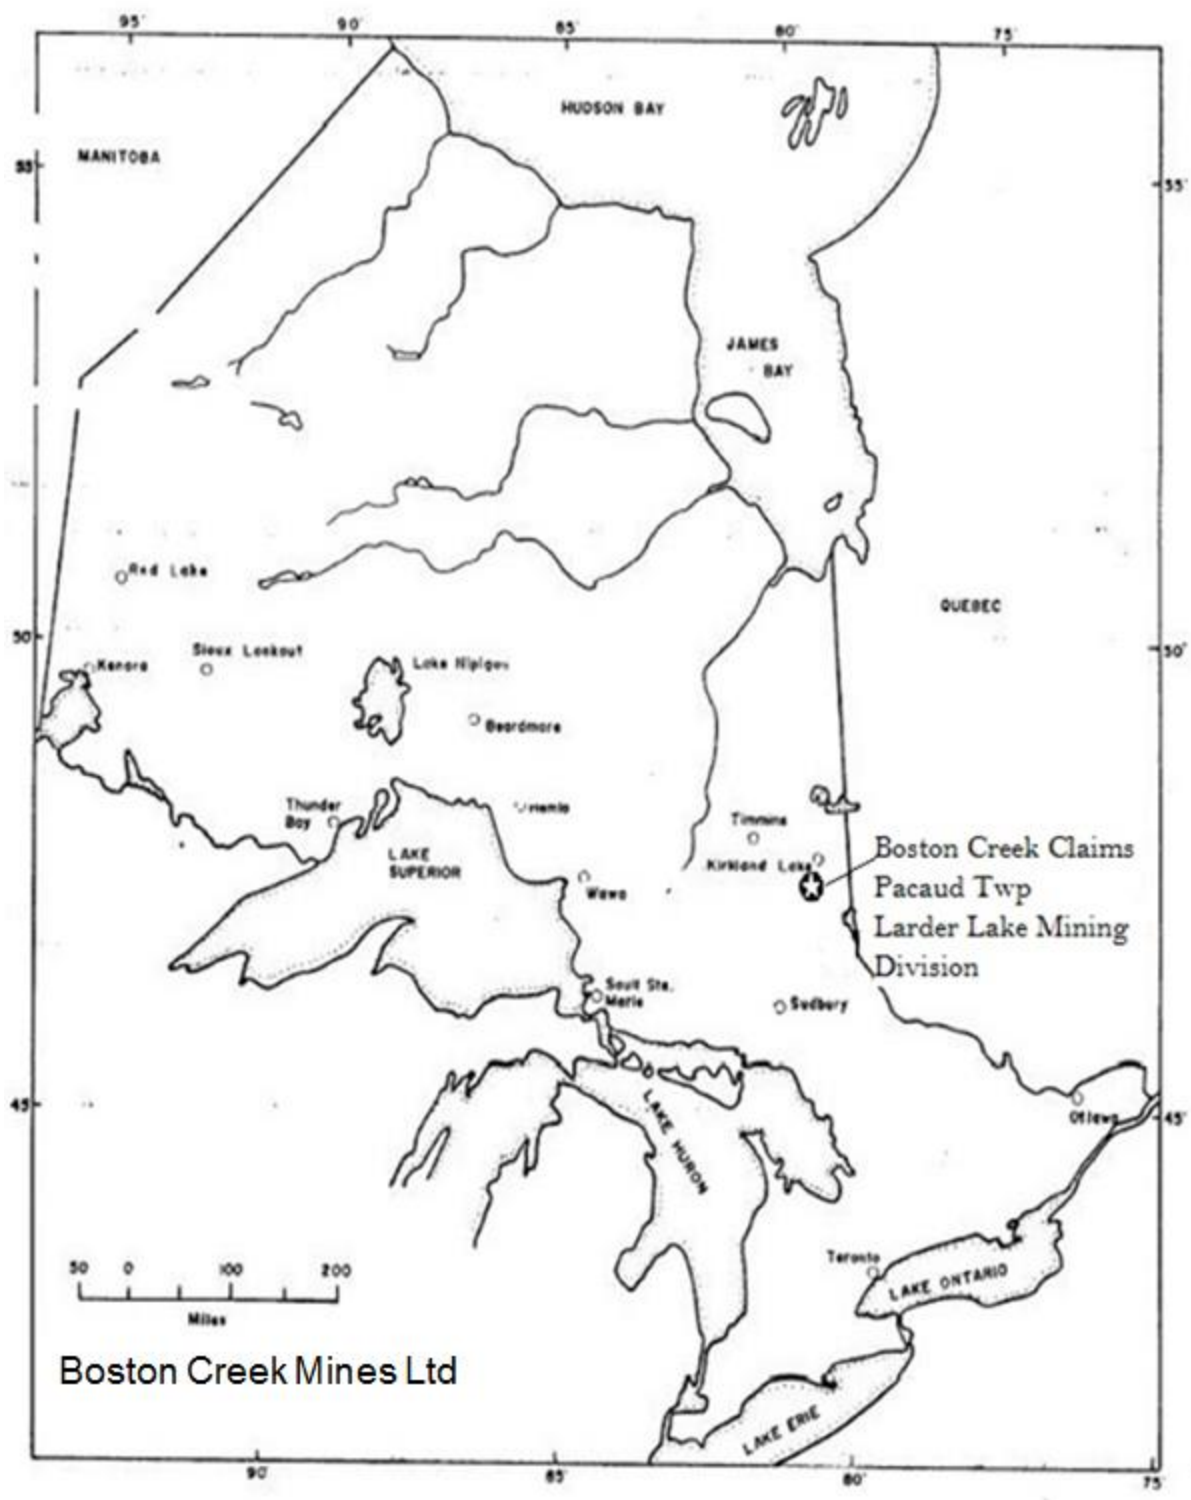 95° 90° 85° 80° 75°
HUDSON BAY
MANITOBA
55° 55°
JAMES
BAY
Red Lake
QUEBEC
50° 50°
Sioux Lookout
Kenora
Lake Nipigon
Beardmore
Thunder
Bay
Hemlo
Timmins
LAKE
SUPERIOR
Kirkland Lake
Boston Creek Claims
Pacaud Twp
Larder Lake Mining
Division
Wawa
Sault Ste.
Marie
Sudbury
45° 45°
Ottawa
LAKE HURON
Toronto
LAKE ONTARIO
50 0 100 200
Miles
Boston Creek Mines Ltd
LAKE ERIE
90° 85° 80° 75°